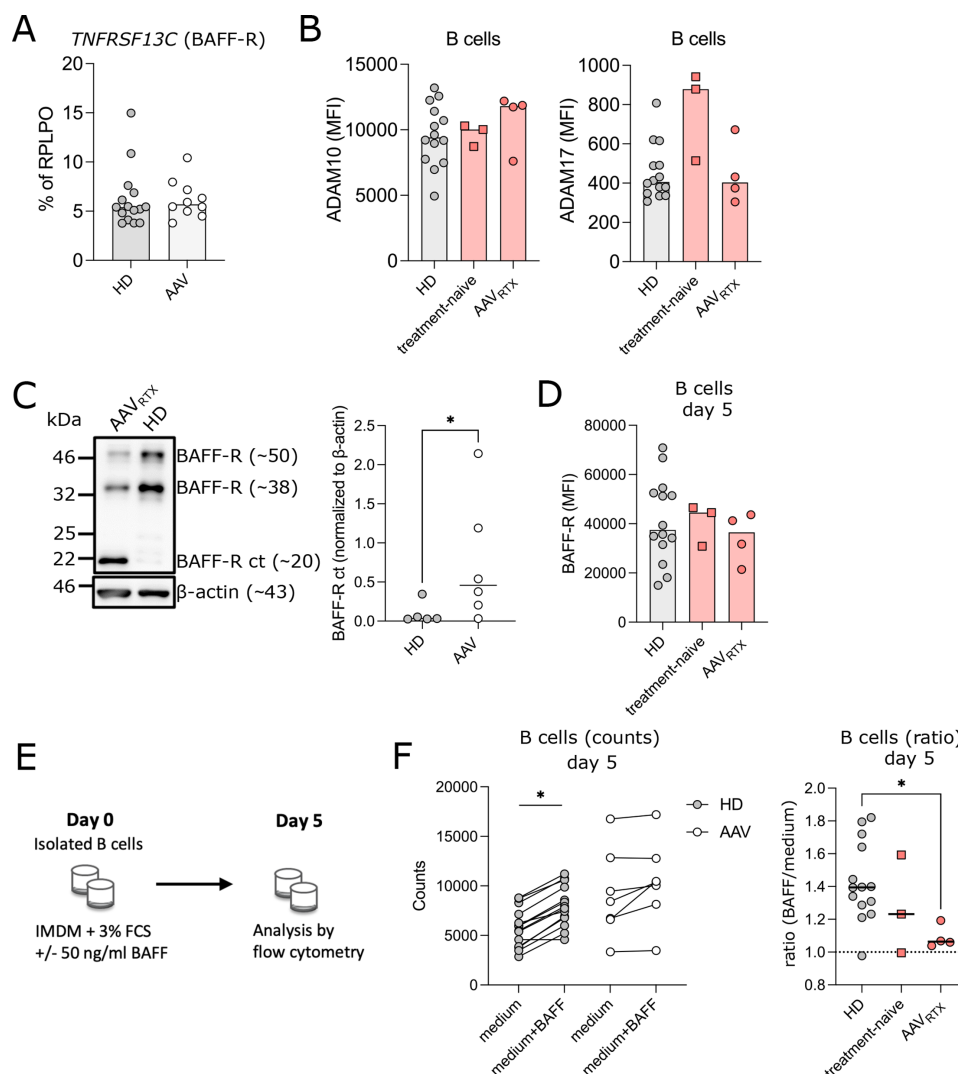 A
TNFRSF13C (BAFF-R)
% of RPLPO
20
15
10
5
0
HD
AAV
B
B cells
ADAM10 (MFI)
15000
10000
5000
0
HD
treatment-naive
AAVRTX
B cells
ADAM17 (MFI)
1000
800
600
400
200
0
HD
treatment-naive
AAVRTX
C
kDa
AAVRTX
HD
46
32
25
22
46
BAFF-R (~50)
BAFF-R (~38)
BAFF-R ct (~20)
β-actin (~43)
BAFF-R ct (normalized to β-actin)
2.5
2.0
1.5
1.0
0.5
0.0
*
HD
AAV
D
B cells
day 5
BAFF-R (MFI)
80000
60000
40000
20000
0
HD
treatment-naive
AAVRTX
E
Day 0
Isolated B cells
IMDM + 3% FCS
+/- 50 ng/ml BAFF
Day 5
Analysis by
flow cytometry
F
B cells (counts)
day 5
Counts
20000
15000
10000
5000
0
*
HD
AAV
medium
medium+BAFF
medium
medium+BAFF
B cells (ratio)
day 5
ratio (BAFF/medium)
2.0
1.8
1.6
1.4
1.2
1.0
0.8
*
HD
treatment-naive
AAVRTX